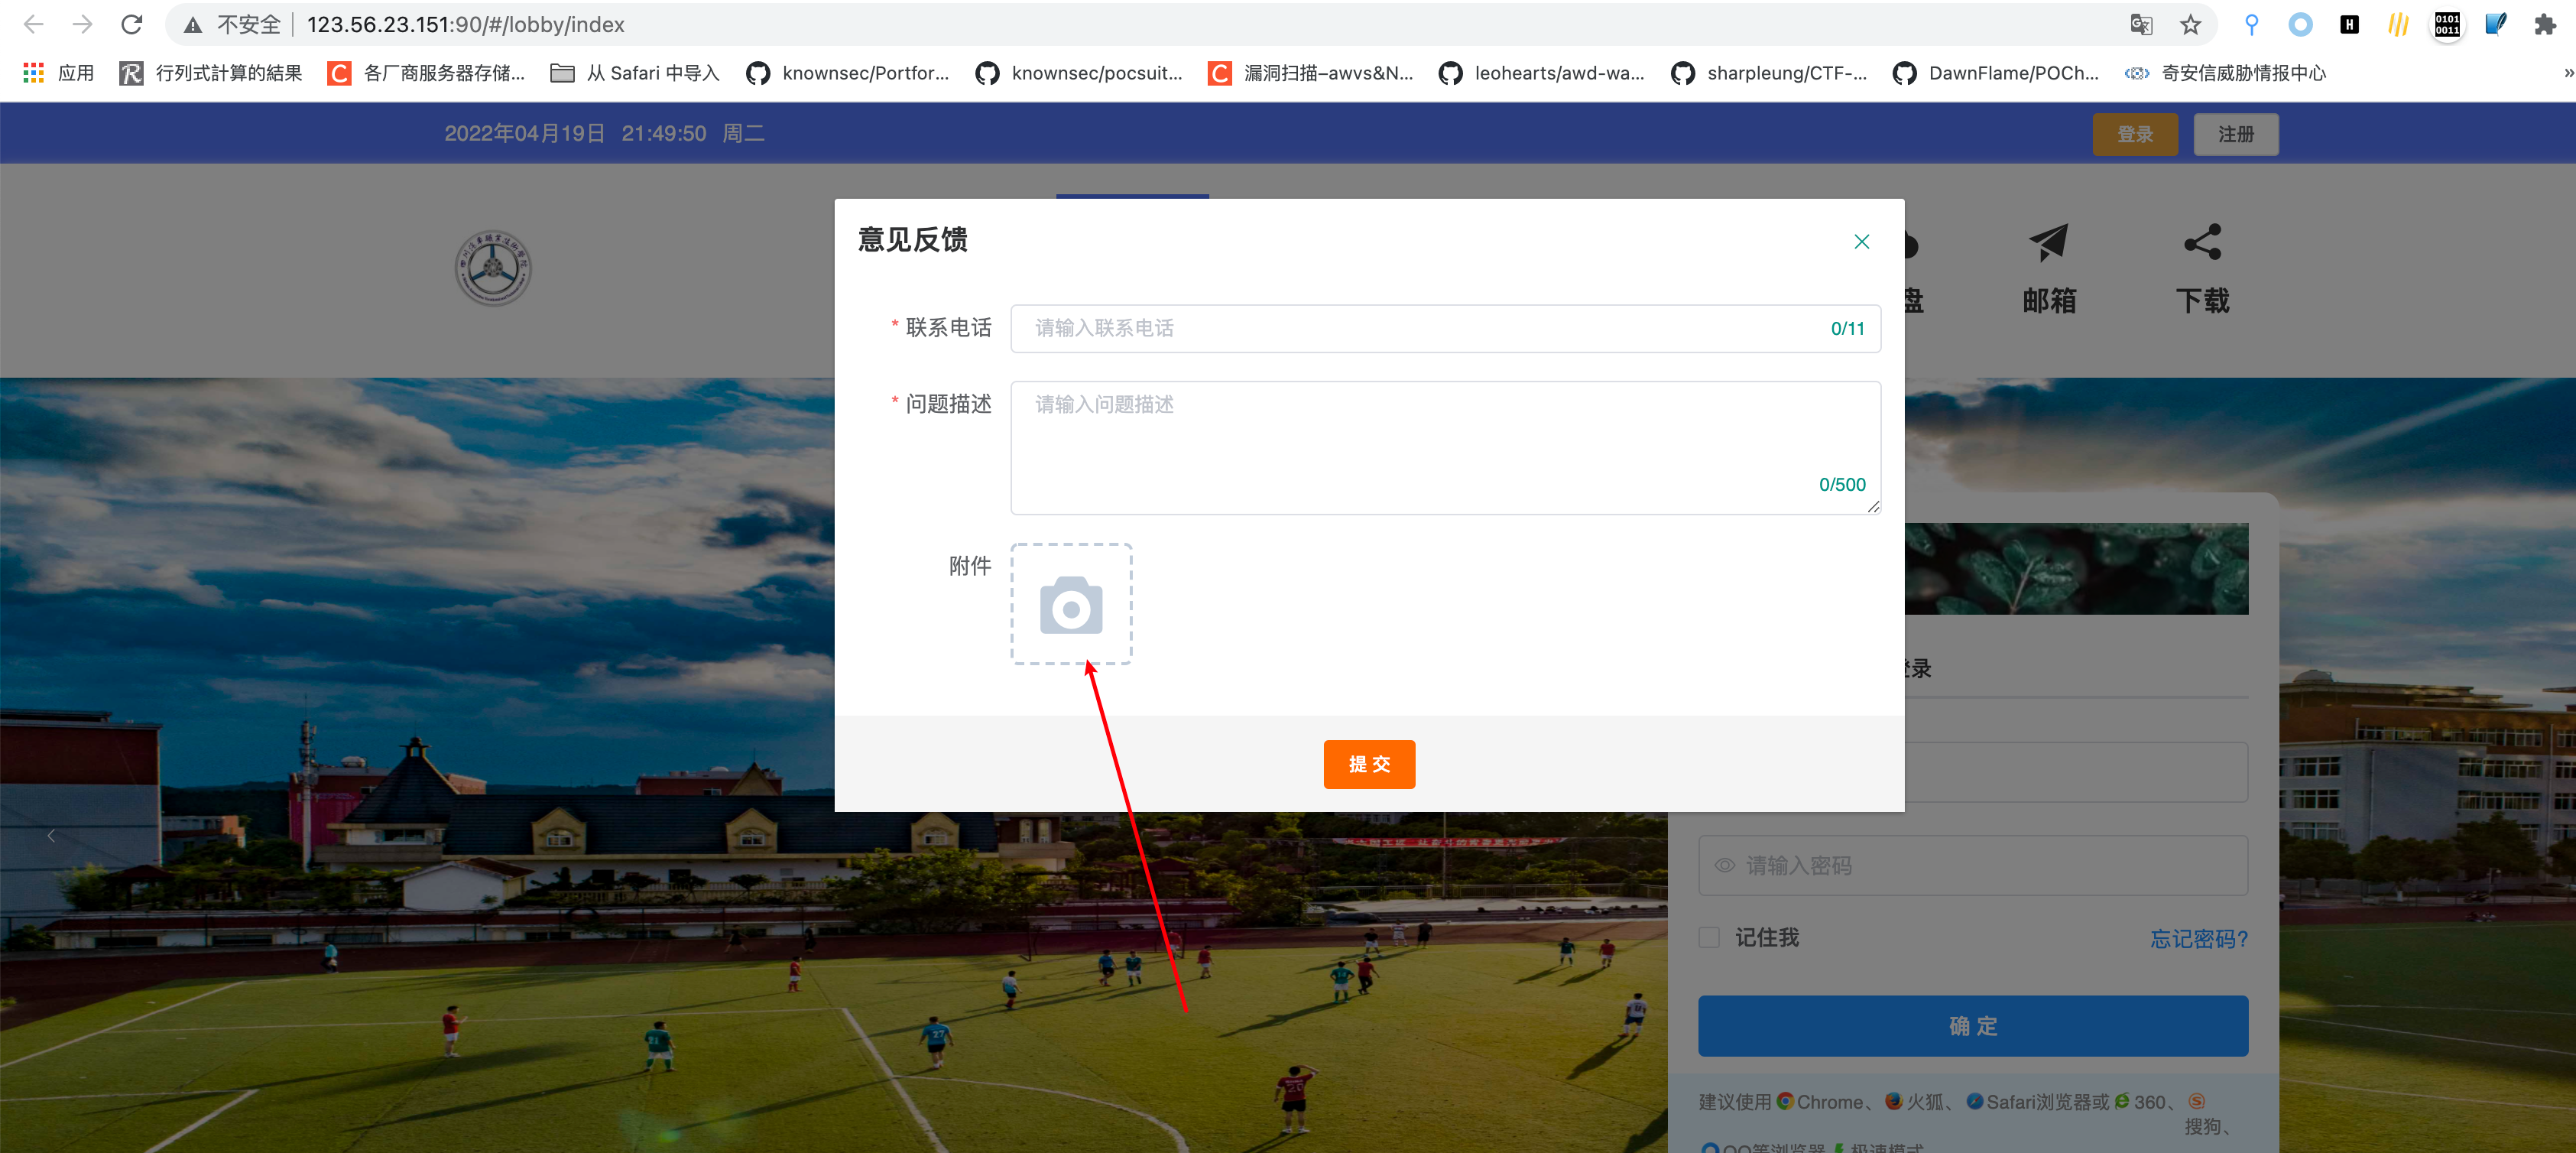 不安全 123.56.23.151:90/#/lobby/index
应用 行列式計算的結果 各厂商服务器存储... 从 Safari 中导入 knownsec/Portfor... knownsec/pocsuit... 漏洞扫描–awvs&N... leohearts/awd-wa... sharpleung/CTF-... DawnFlame/POCh... 奇安信威胁情报中心 »
2022年04月19日 21:49:50 周二 登录 注册
意见反馈
盘 邮箱 下载
* 联系电话 请输入联系电话 0/11
* 问题描述 请输入问题描述
0/500
附件
登录
提 交
请输入密码
记住我 忘记密码?
确 定
建议使用 Chrome、 火狐、 Safari浏览器或 360、
搜狗、
QQ等浏览器 极速模式